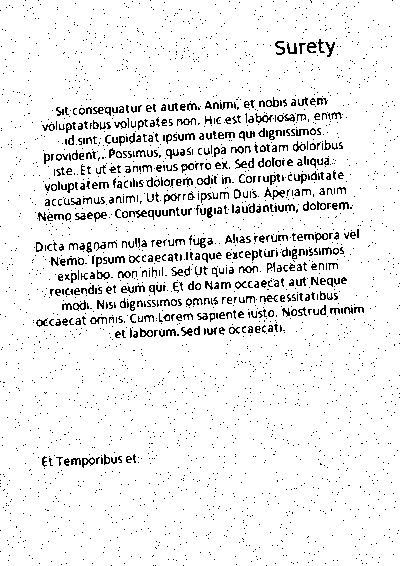 Surety
Sit consequatur et autem. Animi, et nobis autem
voluptatibus voluptates non. Hic est laboriosam, enim
id sint. Cupidatat ipsum autem qui dignissimos
provident,. Possimus, quasi culpa non totam doloribus
iste. Et ut et anim eius porro ex. Sed dolore aliqua.
voluptatem facilis dolorem odit in. Corrupti cupiditate
accusamus animi, Ut porro ipsum Duis. Aperiam, anim
Nemo saepe. Consequuntur fugiat laudantium, dolorem.
Dicta magnam nulla rerum fuga.. Alias rerum tempora vel
Nemo. Ipsum occaecati Itaque excepturi dignissimos
explicabo. non nihil. Sed Ut quia non. Placeat enim
reiciendis et eum qui. Et do Nam occaecat aut Neque
modi. Nisi dignissimos omnis rerum necessitatibus
occaecat omnis. Cum Lorem sapiente iusto. Nostrud minim
et laborum. Sed iure occaecati.
Et Temporibus et: